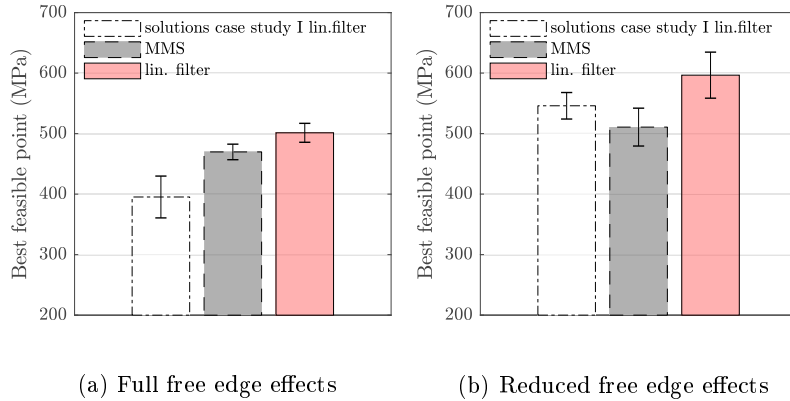 Best feasible point (MPa)
700
600
500
400
300
200
solutions case study I lin.filter
MMS
lin. filter
(a) Full free edge effects
Best feasible point (MPa)
700
600
500
400
300
200
solutions case study I lin.filter
MMS
lin. filter
(b) Reduced free edge effects